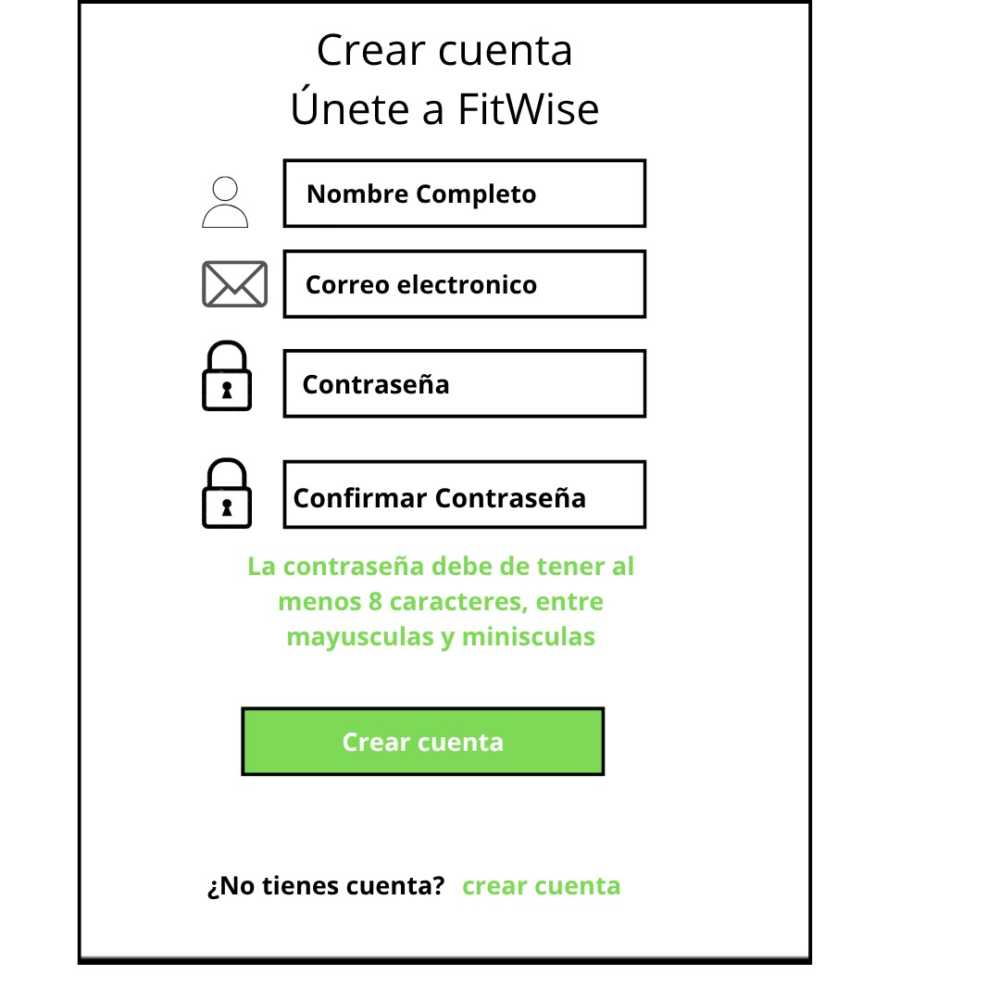 Crear cuenta
Únete a FitWise
Nombre Completo
Correo electronico
Contraseña
Confirmar Contraseña
La contraseña debe de tener al
menos 8 caracteres, entre
mayusculas y minisculas
Crear cuenta
¿No tienes cuenta? crear cuenta